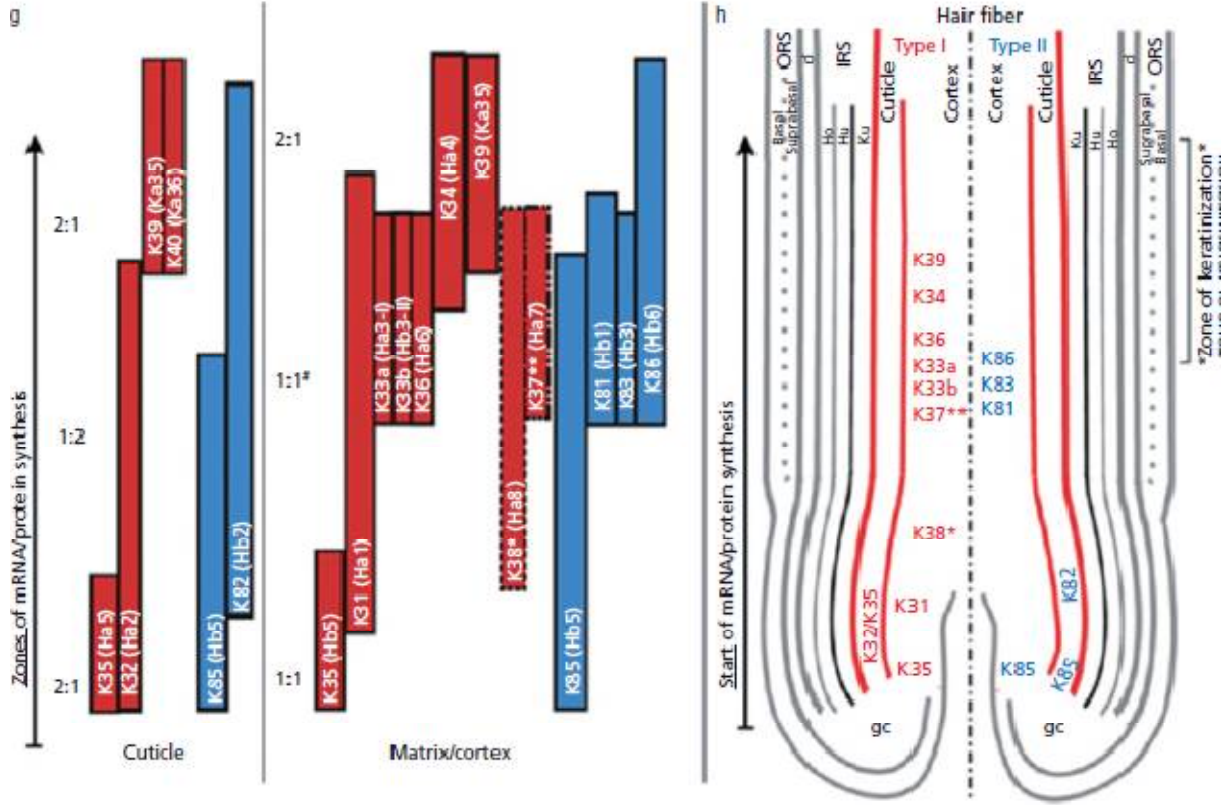 g
Zones of mRNA/protein synthesis
2:1
1:2
2:1
K35 (Ha5)
K32 (Ha2)
K39 (Ka35)
K40 (Ka36)
K85 (Hb5)
K82 (Hb2)
Cuticle
2:1
1:1#
1:1
K35 (Hb5)
K31 (Ha1)
K33a (Ha3-I)
K33b (Hb3-II)
K36 (Ha6)
K34 (Ha4)
K39 (Ka35)
K38* (Ha8)
K37** (Ha7)
K85 (Hb5)
K81 (Hb1)
K83 (Hb3)
K86 (Hb6)
Matrix/cortex
h
Hair fiber
Type I
Type II
ORS
d
IRS
Cuticle
Cortex
Cortex
Cuticle
IRS
d
ORS
Basal
Suprabasal
Ho
Hu
Ku
Ku
Hu
Ho
Suprabasal
Basal
Start of mRNA/protein synthesis
K39
K34
K36
K33a
K33b
K37**
K38*
K31
K32/K35
K35
K86
K83
K81
K82
K85
K85
gc
gc
*Zone of keratinization*